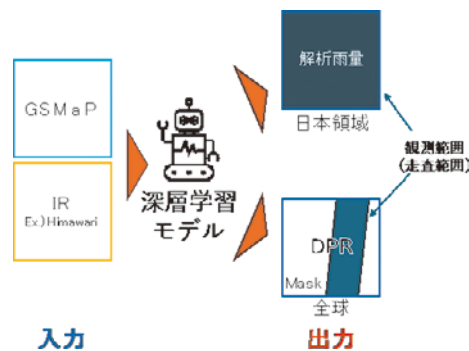 GSMaP
IR
Ex.)Himawari
入力
深層学習
モデル
解析雨量
日本領域
観測範囲
(走査範囲)
DPR
Mask
全球
出力